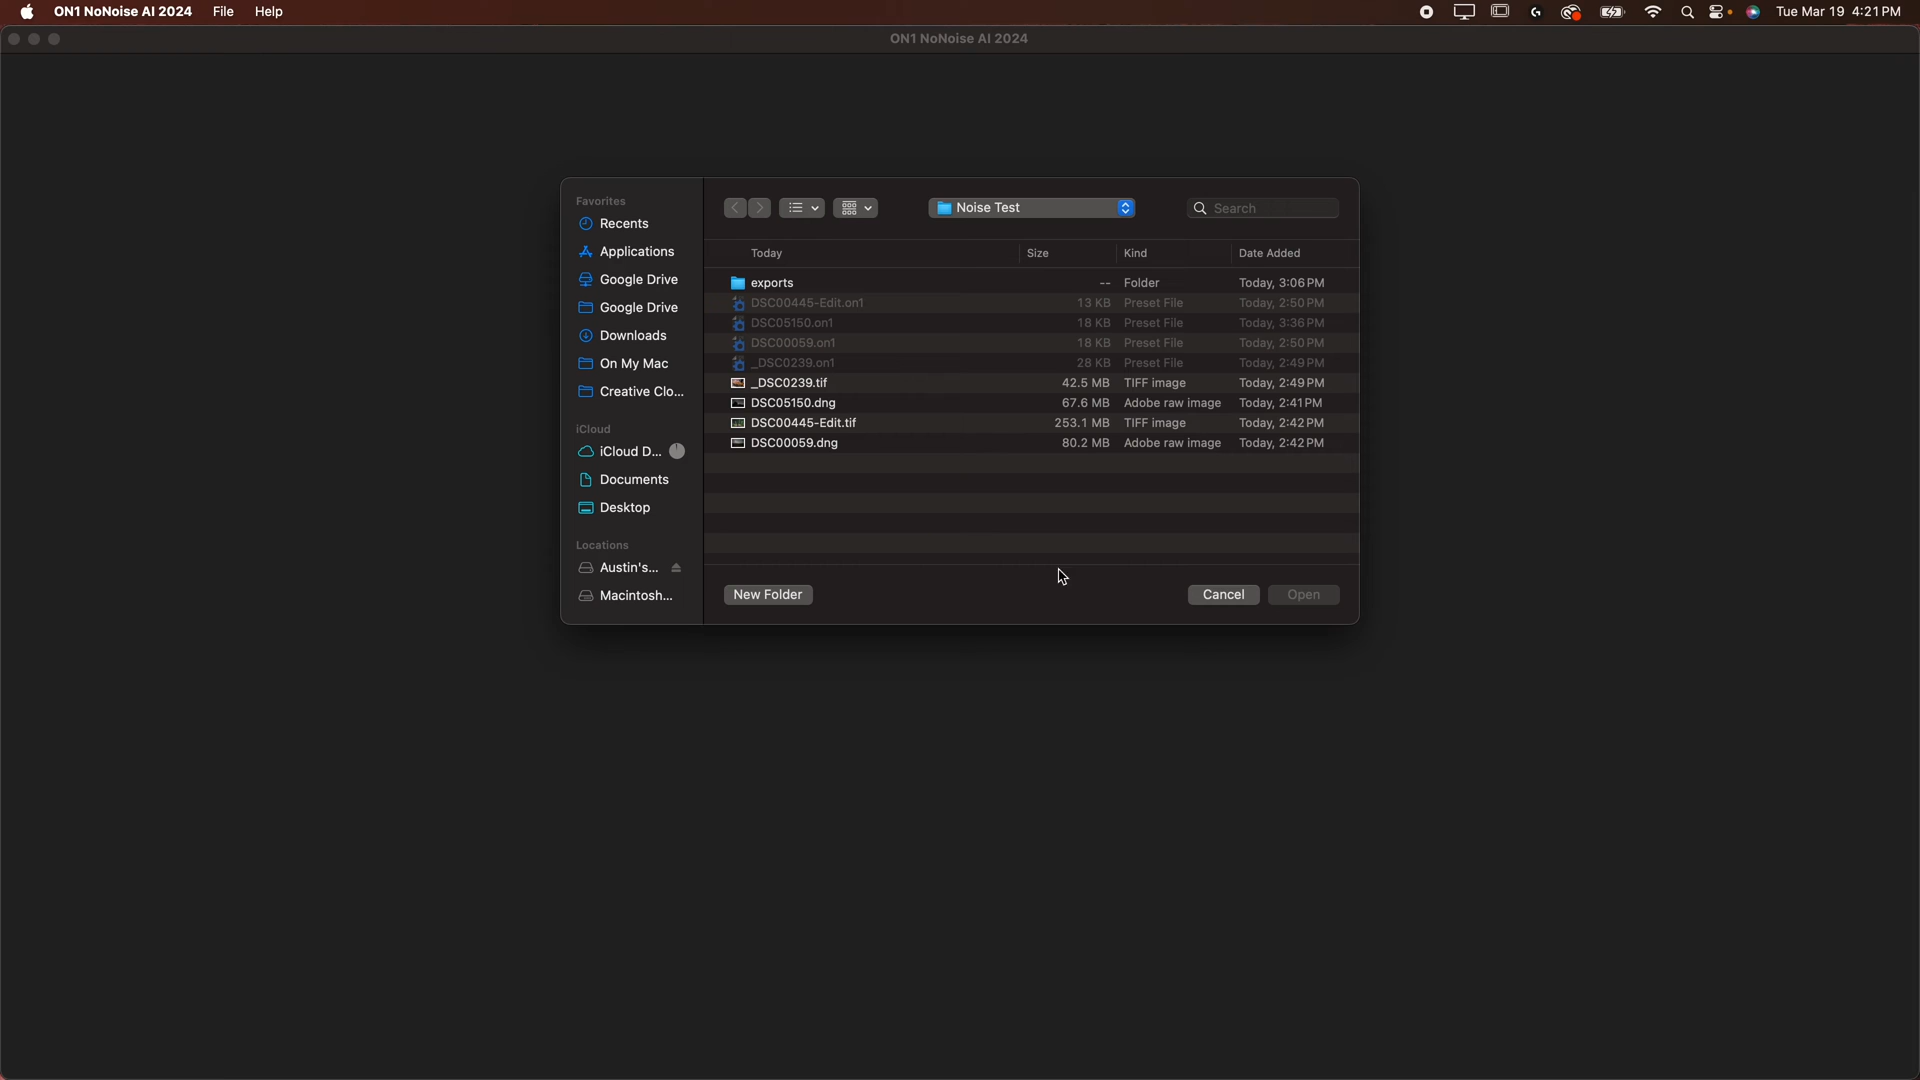 ON1 NoNoise AI 2024 File Help Tue Mar 19 4:21 PM
ON1 NoNoise AI 2024
Favorites
Recents
Applications
Google Drive
Google Drive
Downloads
On My Mac
Creative Clo...
iCloud
iCloud D...
Documents
Desktop
Locations
Austin's...
Macintosh...
Noise Test
Search
Today Size Kind Date Added
exports -- Folder Today, 3:06 PM
DSC00445-Edit.on1 13 KB Preset File Today, 2:50 PM
DSC05150.on1 18 KB Preset File Today, 3:36 PM
DSC00059.on1 18 KB Preset File Today, 2:50 PM
_DSC0239.on1 28 KB Preset File Today, 2:49 PM
_DSC0239.tif 42.5 MB TIFF image Today, 2:49 PM
DSC05150.dng 67.6 MB Adobe raw image Today, 2:41 PM
DSC00445-Edit.tif 253.1 MB TIFF image Today, 2:42 PM
DSC00059.dng 80.2 MB Adobe raw image Today, 2:42 PM
New Folder Cancel Open